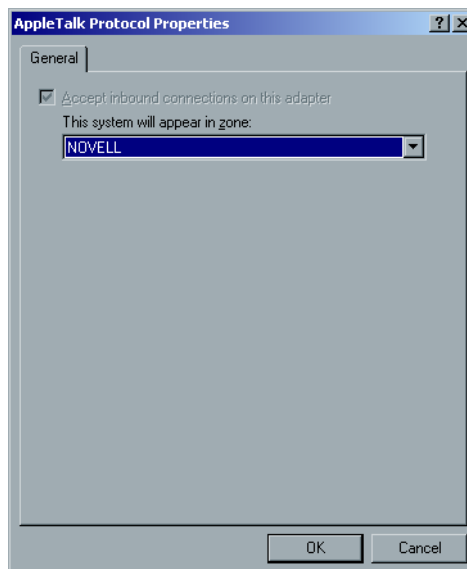 AppleTalk Protocol Properties
General
Accept inbound connections on this adapter
This system will appear in zone:
NOVELL
OK
Cancel